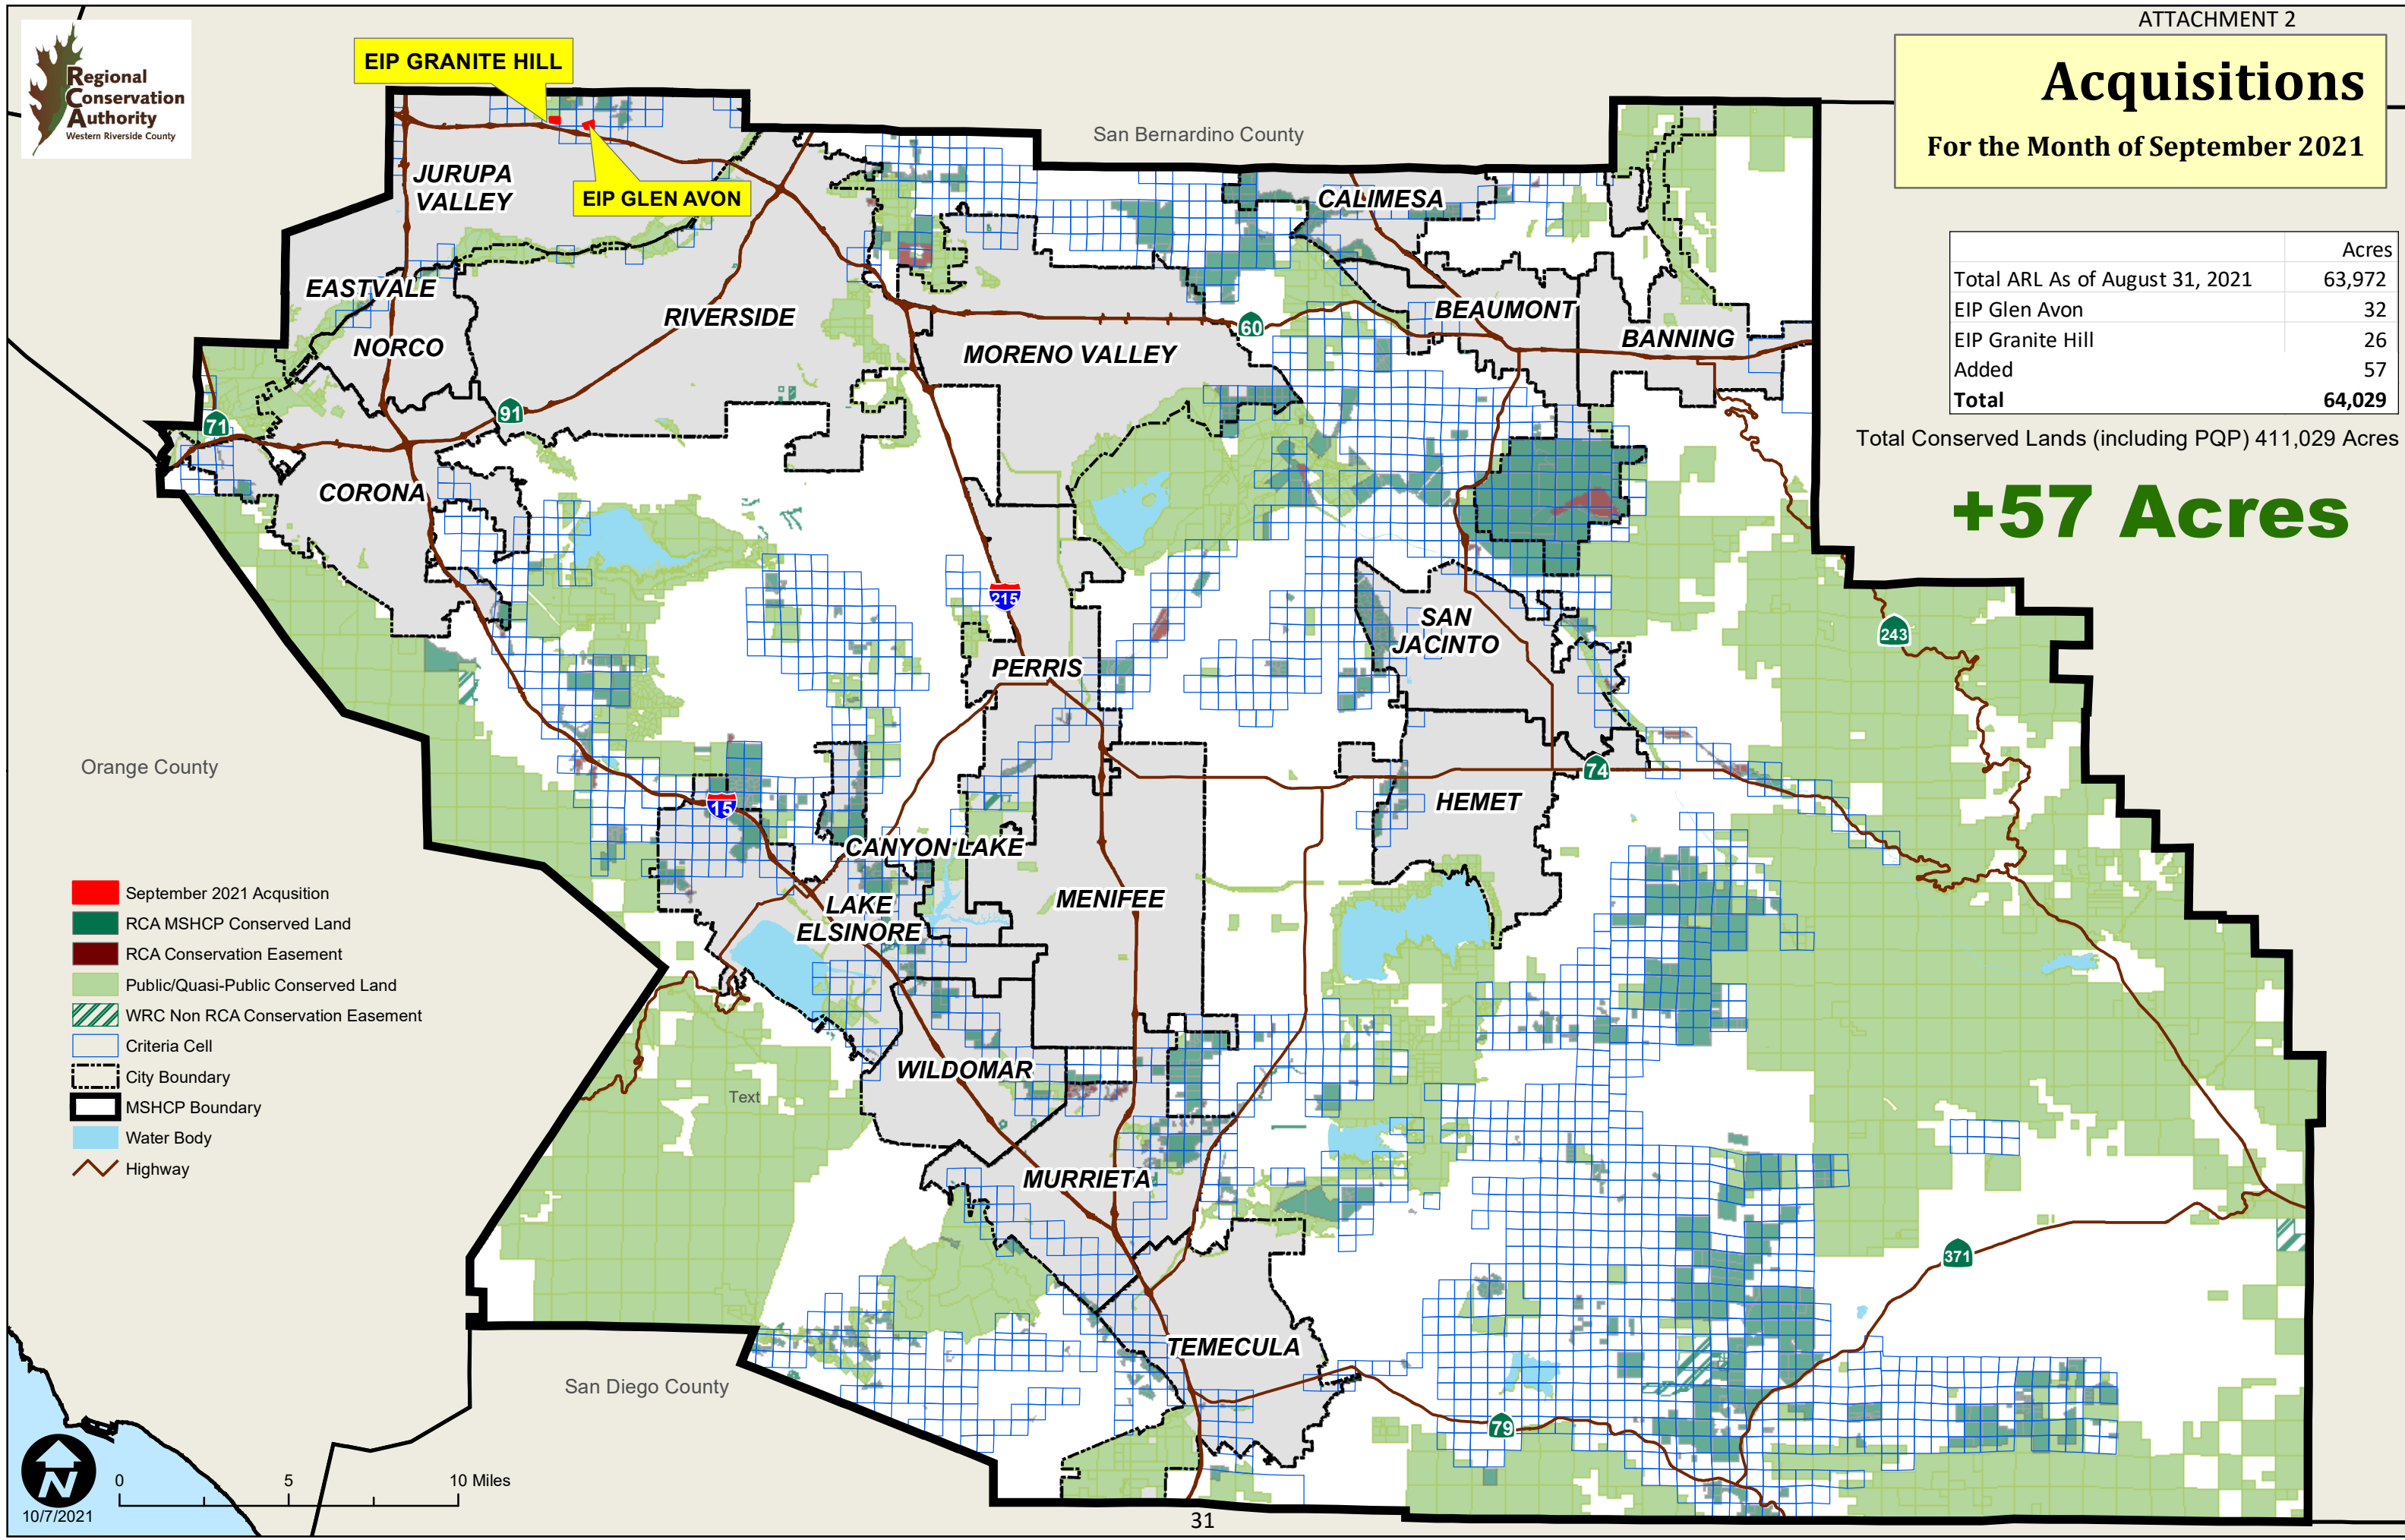 ATTACHMENT 2
Regional
Conservation
Authority
Western Riverside County
EIP GRANITE HILL
EIP GLEN AVON
Acquisitions
For the Month of September 2021
Acres
Total ARL As of August 31, 2021 63,972
EIP Glen Avon 32
EIP Granite Hill 26
Added 57
Total 64,029
Total Conserved Lands (including PQP) 411,029 Acres
+57 Acres
San Bernardino County
JURUPA
VALLEY
CALIMESA
EASTVALE
RIVERSIDE
NORCO
60
BEAUMONT
BANNING
MORENO VALLEY
91
71
CORONA
215
SAN
JACINTO
243
PERRIS
Orange County
74
15
HEMET
CANYON LAKE
MENIFEE
LAKE
ELSINORE
WILDOMAR
Text
MURRIETA
371
TEMECULA
San Diego County
79
September 2021 Acqusition
RCA MSHCP Conserved Land
RCA Conservation Easement
Public/Quasi-Public Conserved Land
WRC Non RCA Conservation Easement
Criteria Cell
City Boundary
MSHCP Boundary
Water Body
Highway
N
10/7/2021
0 5 10 Miles
31